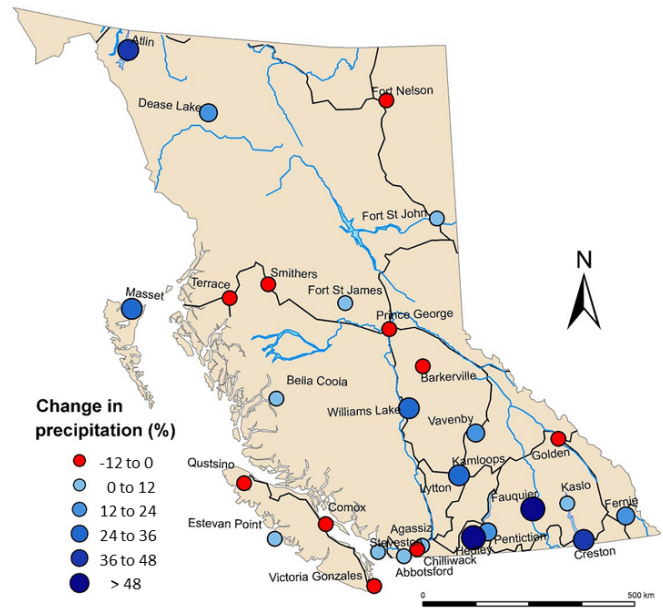 Atlin
Fort Nelson
Dease Lake
Fort St John
N
Smithers
Terrace
Masset
Fort St James
Prince George
Barkerville
Bella Coola
Change in
precipitation (%)
Williams Lake
Vavenby
-12 to 0
0 to 12
12 to 24
24 to 36
36 to 48
> 48
Golden
Qustsino
Kamloops
Lytton
Fauquier
Kaslo
Fernie
Comox
Estevan Point
Agassiz
Steveston
Hedley
Pentiction
Creston
Chilliwack
Abbotsford
Victoria Gonzales
0
500 km